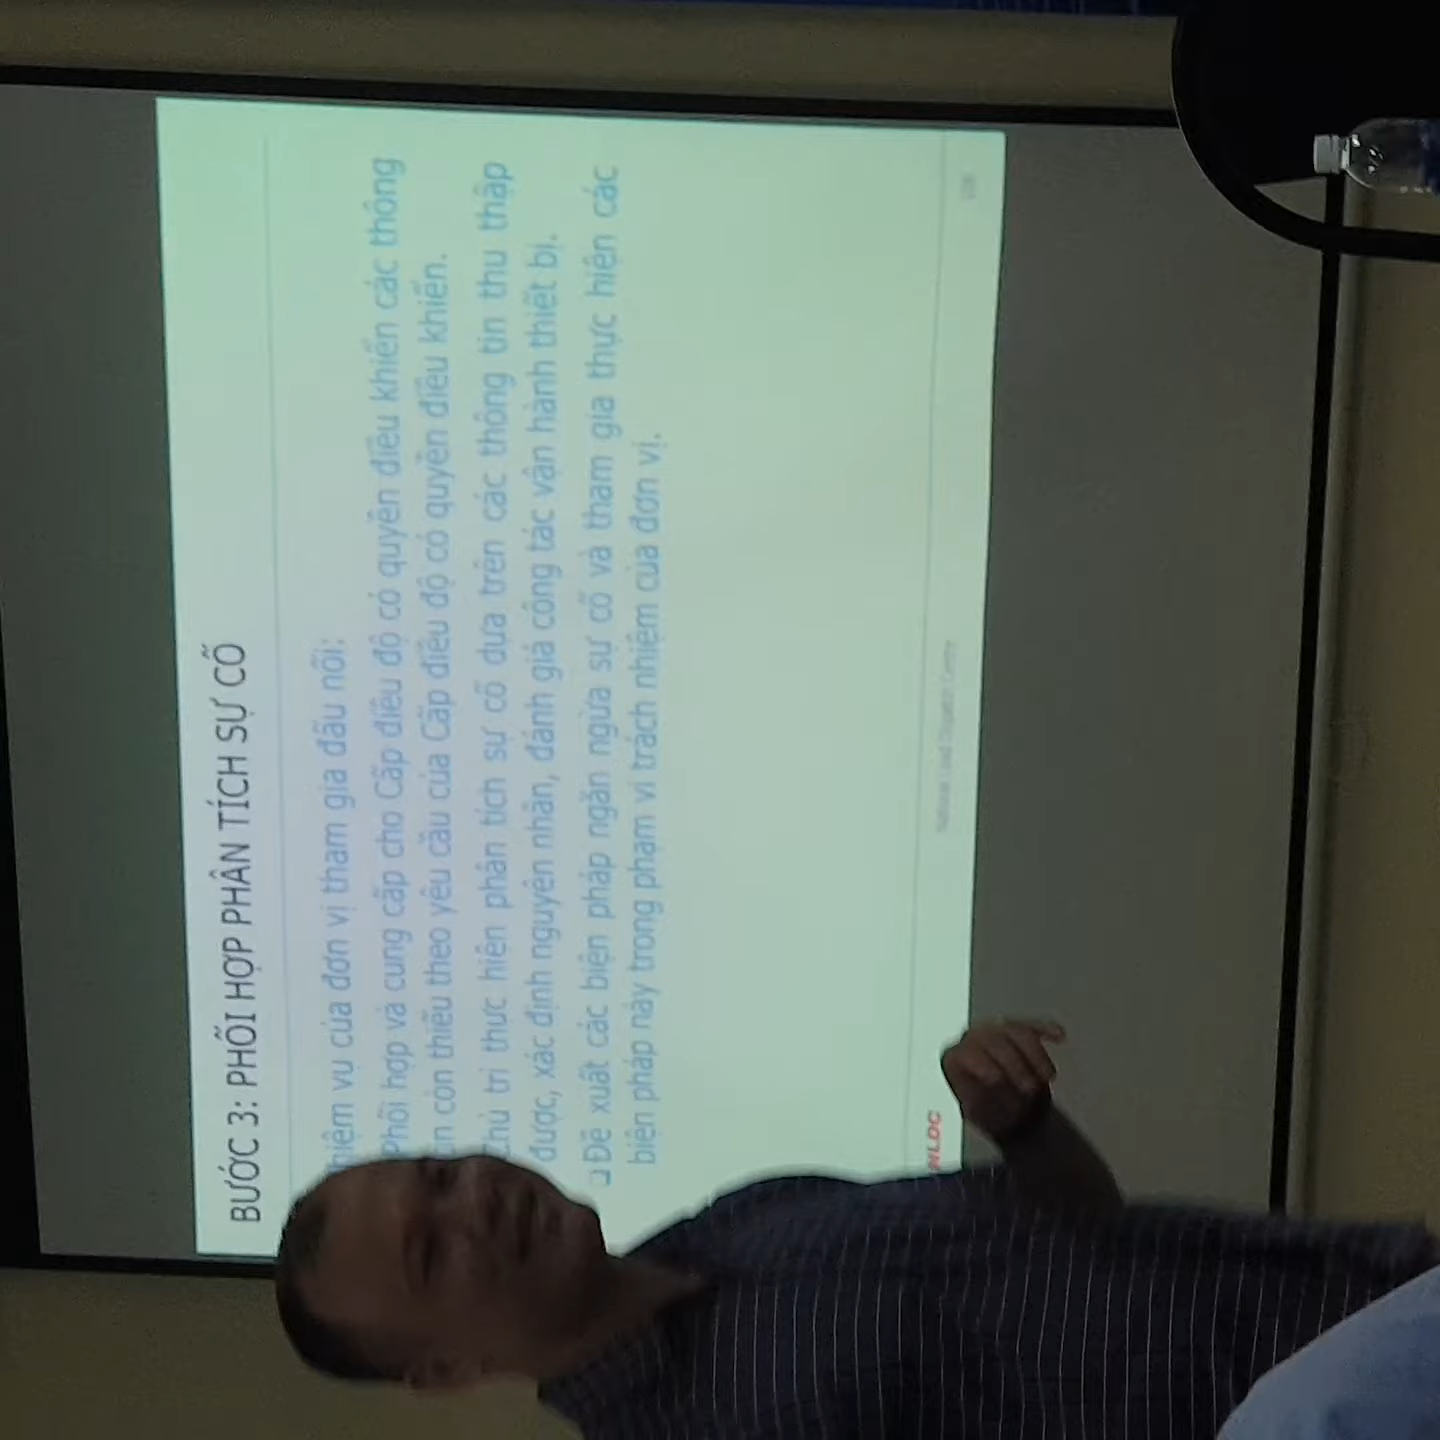 BƯỚC 3: PHỐI HỢP PHÂN TÍCH SỰ CỐ
hiệm vụ của đơn vị tham gia đấu nối:
Phối hợp và cung cấp cho Cấp điều độ có quyền điều khiển các thông
in còn thiếu theo yêu cầu của Cấp điều độ có quyền điều khiển.
Chủ trì thực hiện phân tích sự cố dựa trên các thông tin thu thập
được, xác định nguyên nhân, đánh giá công tác vận hành thiết bị.
❑ Đề xuất các biện pháp ngăn ngừa sự cố và tham gia thực hiện các
biện pháp này trong phạm vi trách nhiệm của đơn vị.
NLDC
National Load Dispatch Centre